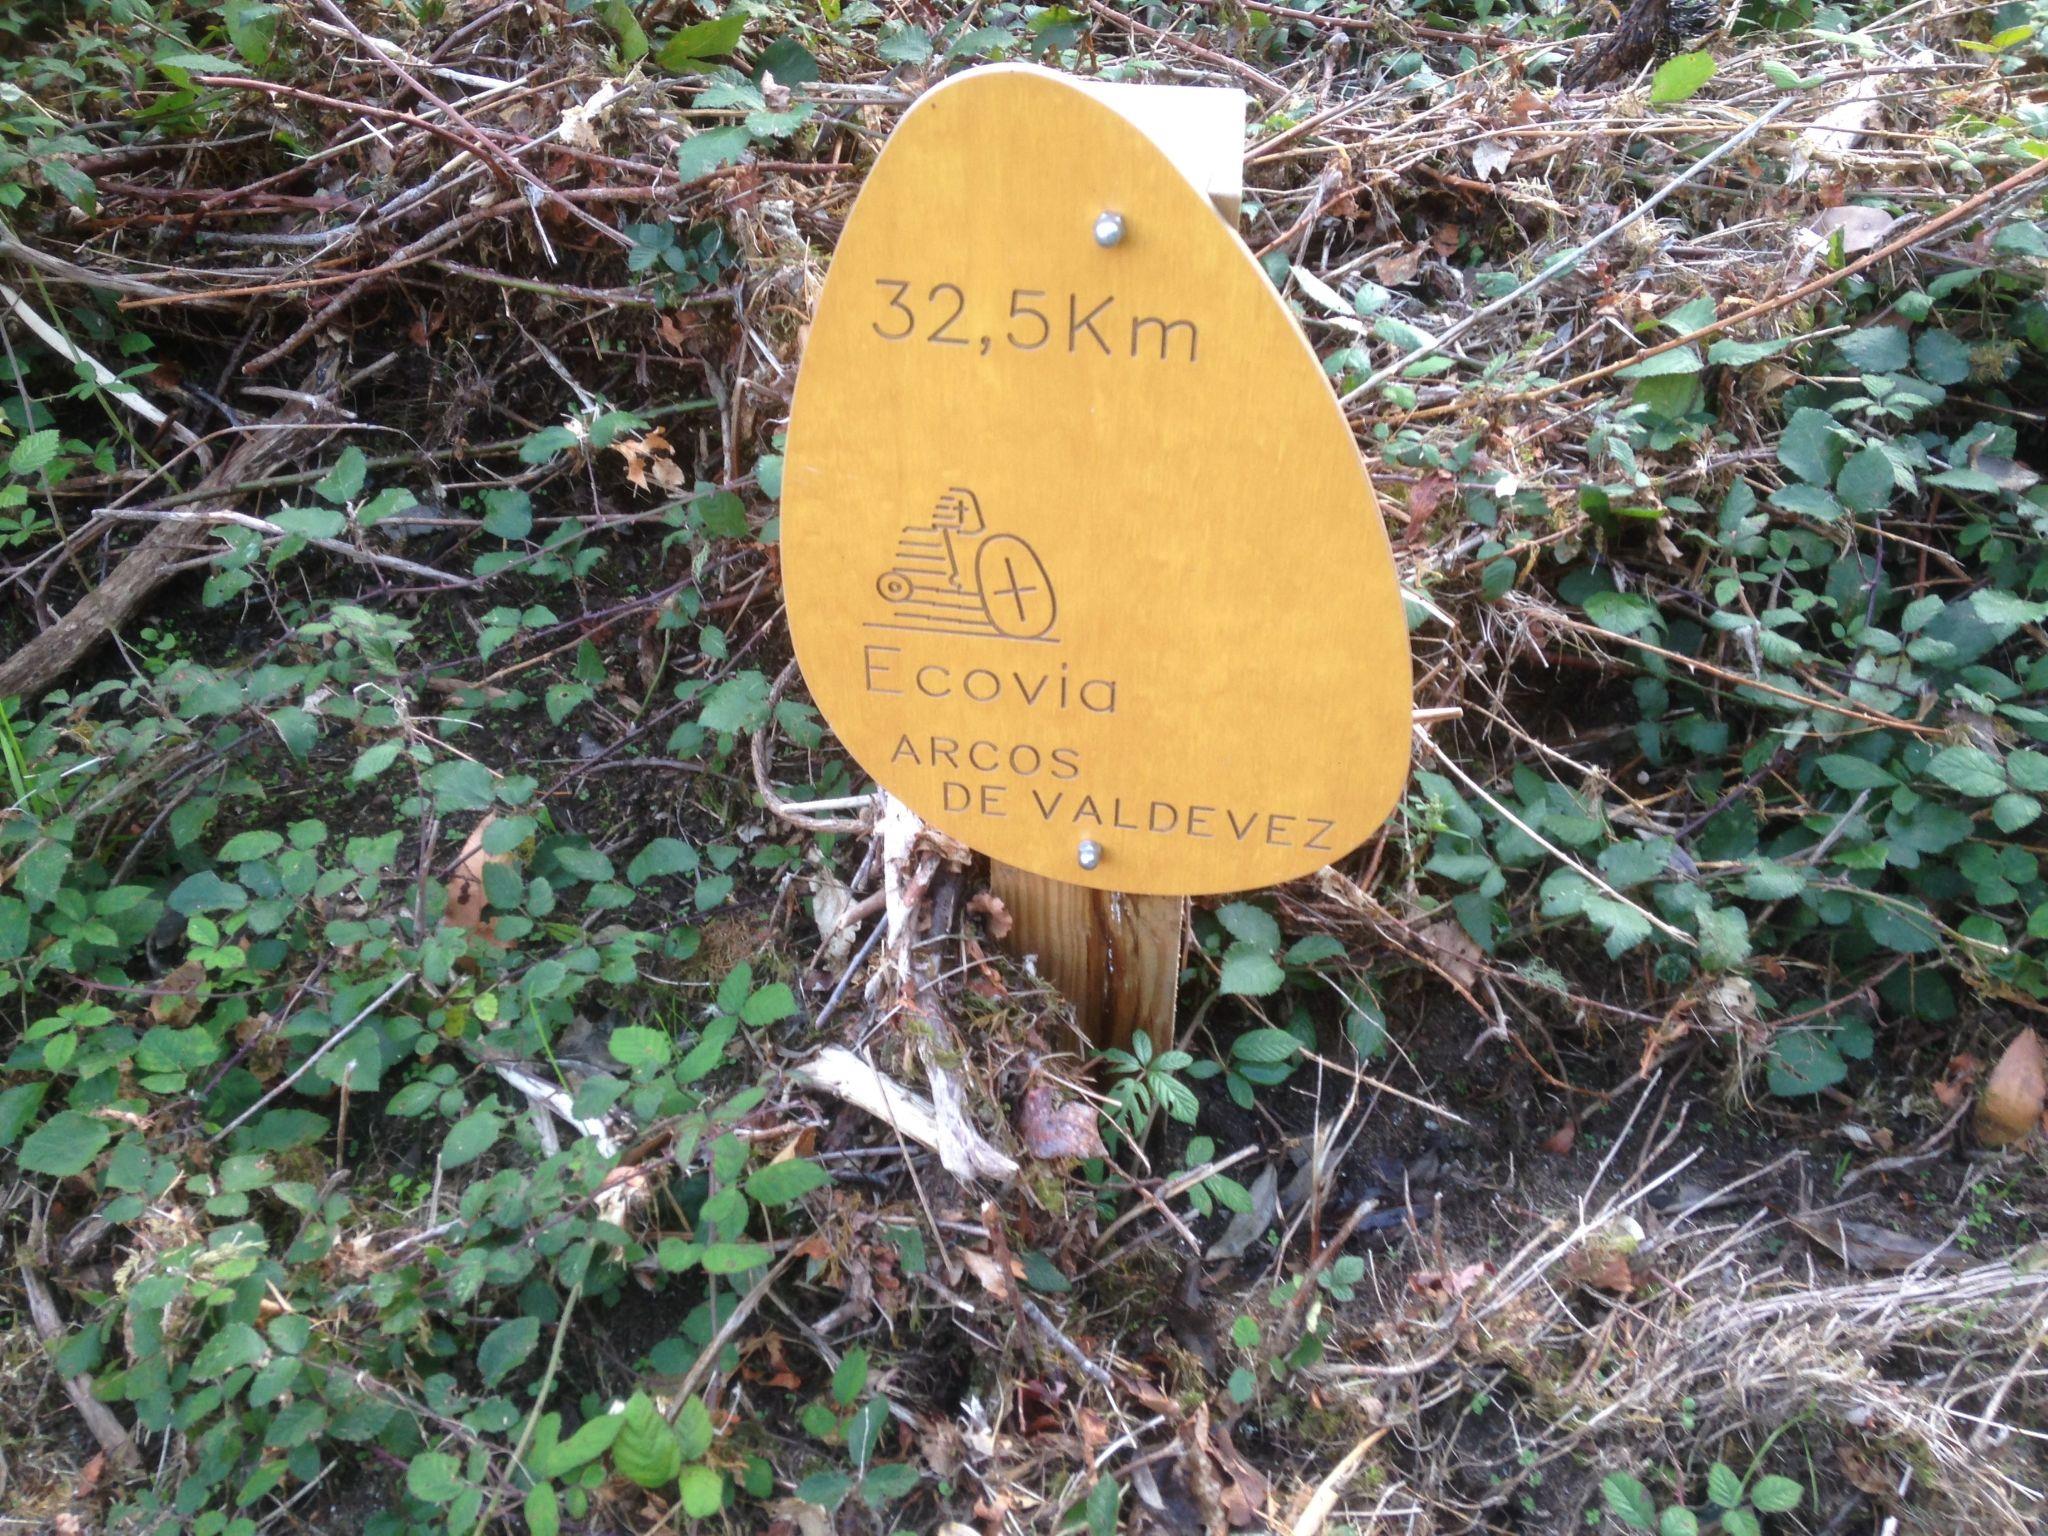 32,5Km
Ecovia
ARCOS
DE VALDEVEZ